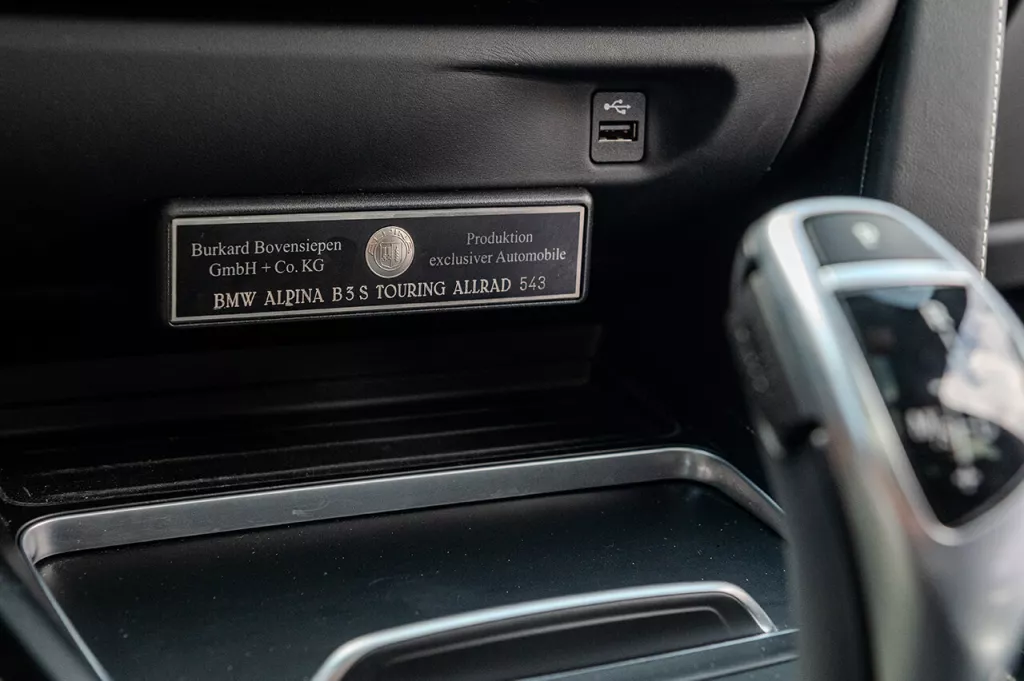 Burkard Bovensiepen
GmbH + Co. KG
Produktion
exclusiver Automobile
BMW ALPINA B3 S TOURING ALLRAD 543